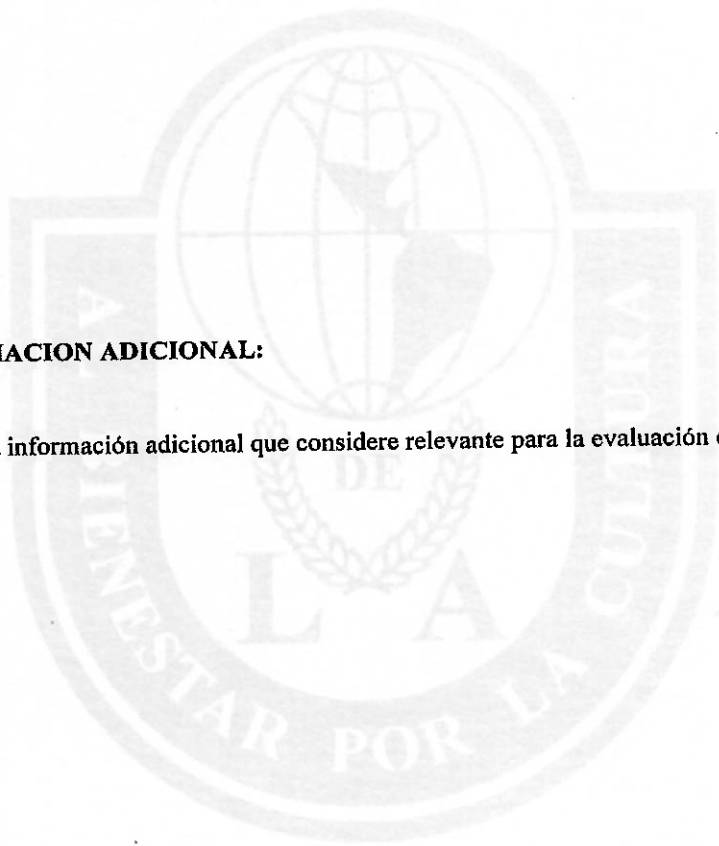 MACION ADICIONAL:
información adicional que considere relevante para la evaluación
DE
L A
A BIENESTAR POR LA CULTURA